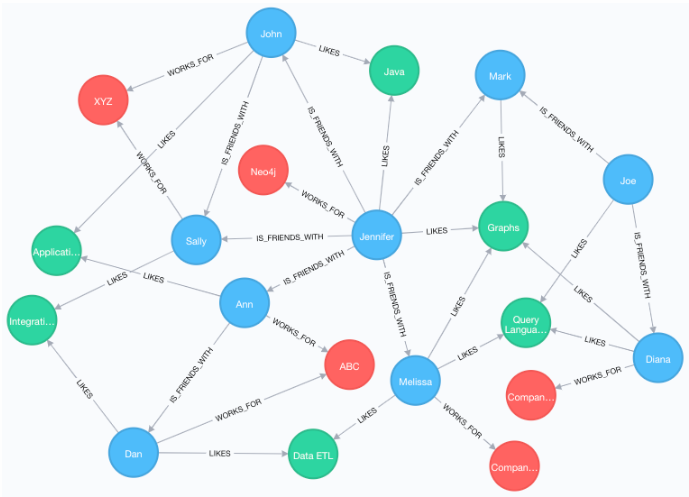 John
LIKES
Java
Mark
WORKS_FOR
XYZ
LIKES
IS_FRIENDS_WITH
IS_FRIENDS_WITH
LIKES
IS_FRIENDS_WITH
LIKES
IS_FRIENDS_WITH
Joe
WORKS_FOR
Neo4j
WORKS_FOR
Sally
IS_FRIENDS_WITH
Jennifer
LIKES
Graphs
LIKES
IS_FRIENDS_WITH
Applicati…
LIKES
LIKES
IS_FRIENDS_WITH
Ann
IS_FRIENDS_WITH
LIKES
LIKES
Integrati…
WORKS_FOR
Query
Langua…
LIKES
LIKES
IS_FRIENDS_WITH
ABC
Melissa
Diana
LIKES
WORKS_FOR
WORKS_FOR
Compan…
LIKES
WORKS_FOR
Dan
LIKES
Data ETL
Compan…